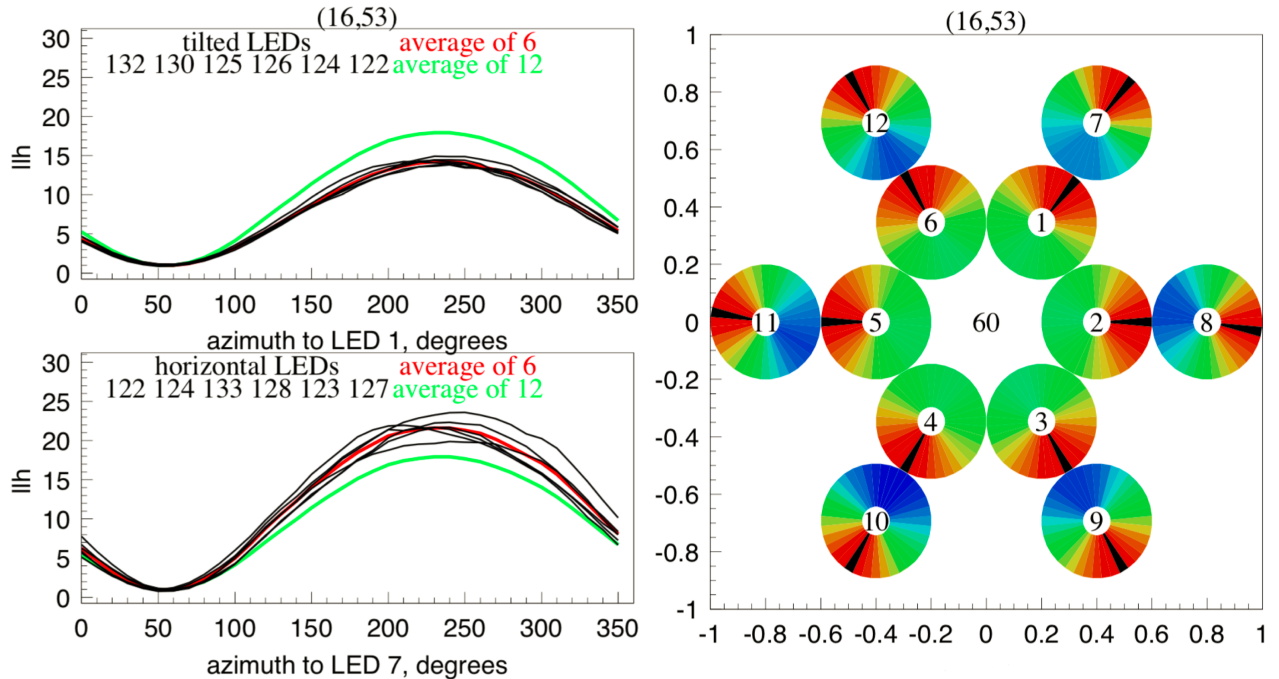 (16,53)
30
25
20
15
10
5
0
llh
tilted LEDs average of 6
132 130 125 126 124 122 average of 12
0 50 100 150 200 250 300 350
azimuth to LED 1, degrees
30
25
20
15
10
5
0
llh
horizontal LEDs average of 6
122 124 133 128 123 127 average of 12
0 50 100 150 200 250 300 350
azimuth to LED 7, degrees
(16,53)
1
0.8
0.6
0.4
0.2
0
-0.2
-0.4
-0.6
-0.8
-1
12 7
6 1
11 5 60 2 8
4 3
10 9
-1 -0.8 -0.6 -0.4 -0.2 0 0.2 0.4 0.6 0.8 1